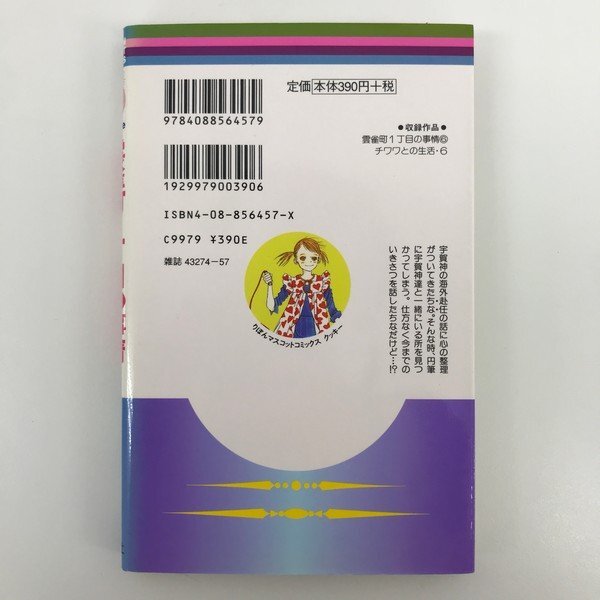 定価 本体390円+税
9784088564579
●収録作品●
雲雀町1丁目の事情⑥
チワワとの生活・6
1929979003906
ISBN4-08-856457-X
C9979 ¥390E
雑誌 43274-57
りぼんマスコットコミックス クッキー
宇賀神の海外赴任の話に心の整理
がついてきたちな。そんな時、円筆
に宇賀神達と一緒にいる所を見つ
かってしまう。仕方なく今までの
いきさつを話したちなだけど…!?